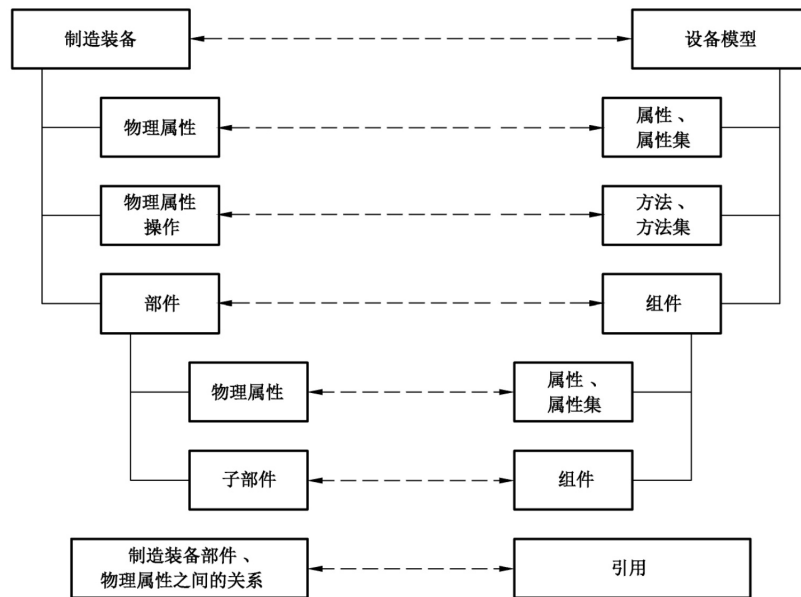 制造装备
设备模型
物理属性
属性、
属性集
物理属性
操作
方法、
方法集
部件
组件
物理属性
属性、
属性集
子部件
组件
制造装备部件、
物理属性之间的关系
引用